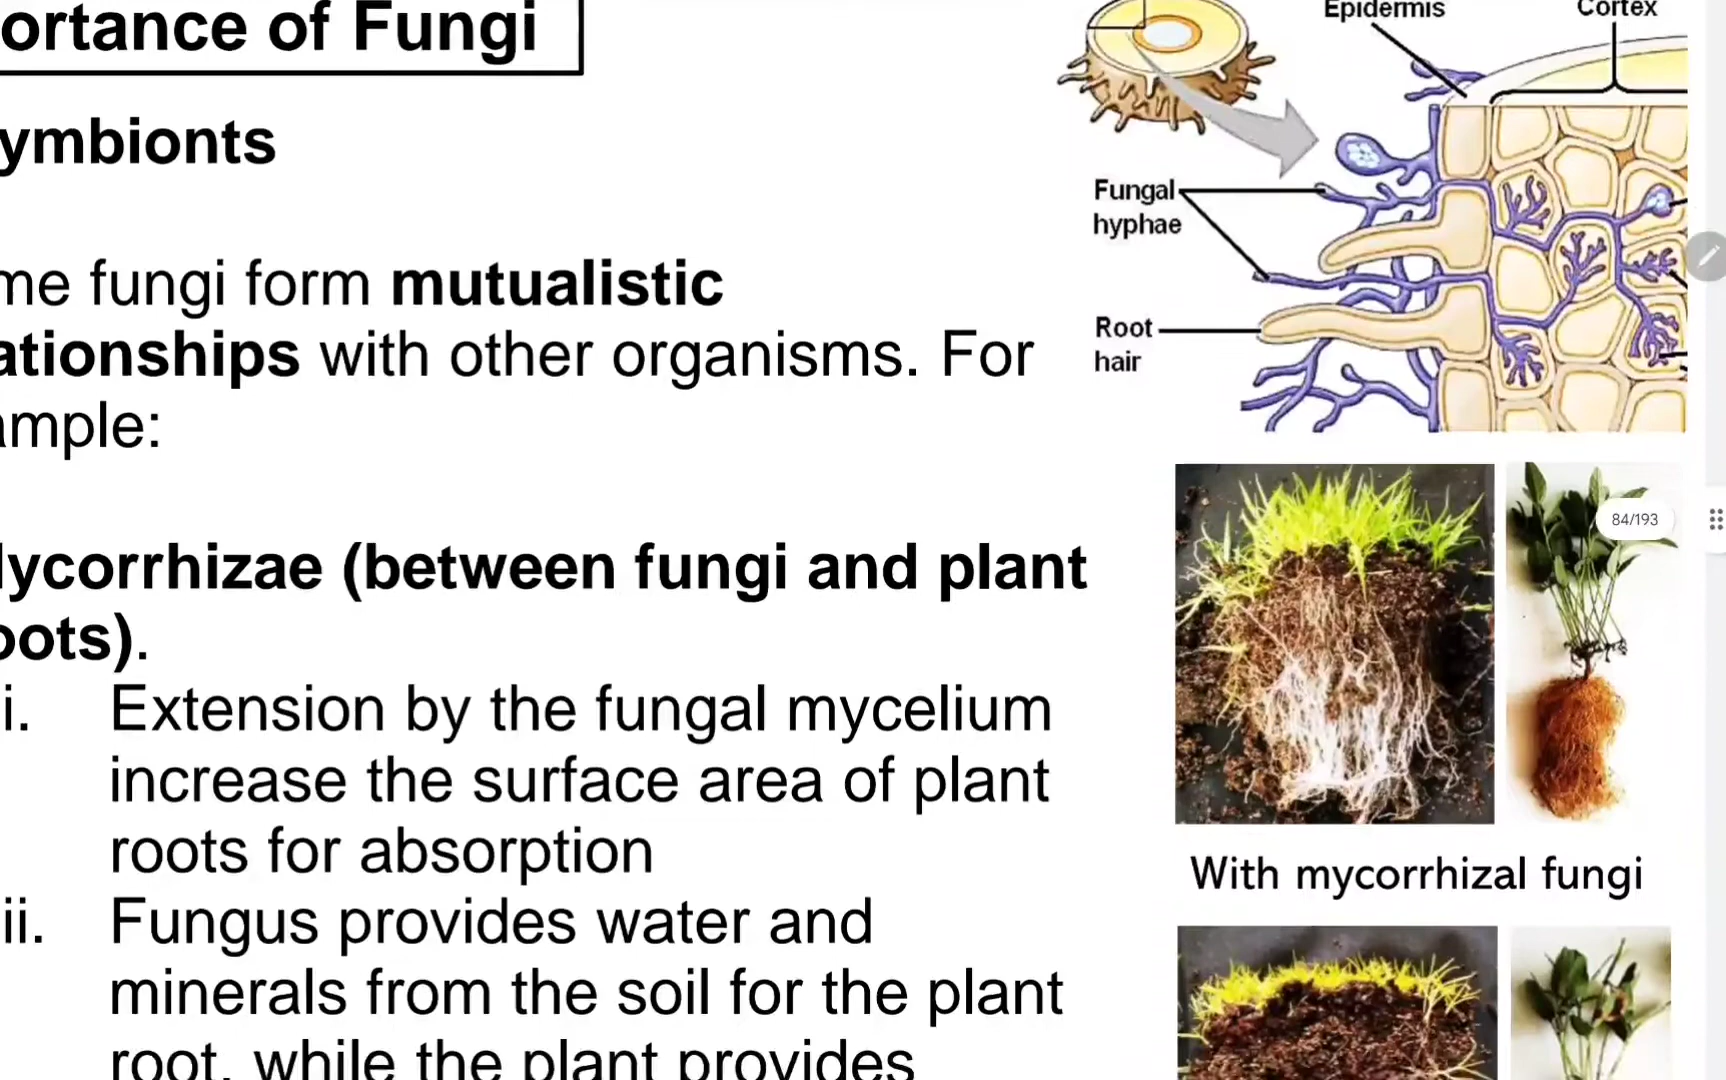 ortance of Fungi
ymbionts
me fungi form mutualistic
ationships with other organisms. For
ample:
ycorrhizae (between fungi and plant
oots).
i. Extension by the fungal mycelium
increase the surface area of plant
roots for absorption
ii. Fungus provides water and
minerals from the soil for the plant
root, while the plant provides
Epidermis
Cortex
Fungal
hyphae
Root
hair
84/193
With mycorrhizal fungi